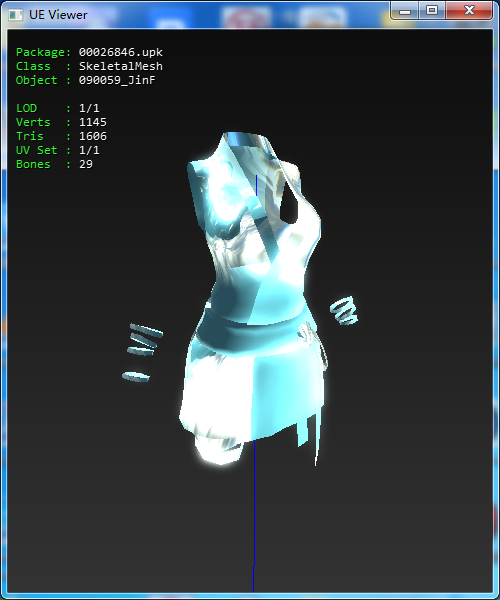 UE Viewer
Package: 00026846.upk
Class  : SkeletalMesh
Object : 090059_JinF
LOD    : 1/1
Verts  : 1145
Tris   : 1606
UV Set : 1/1
Bones  : 29